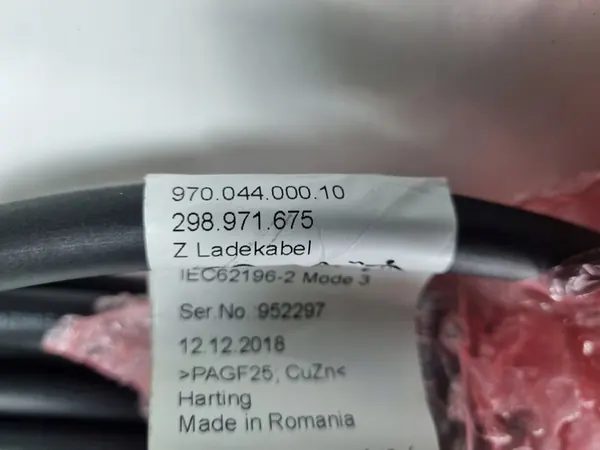 970.044.000.10
298.971.675
Z Ladekabel
IEC62196-2 Mode 3
Ser.No. 952297
12.12.2018
>PAGF25, CuZn<
Harting
Made in Romania